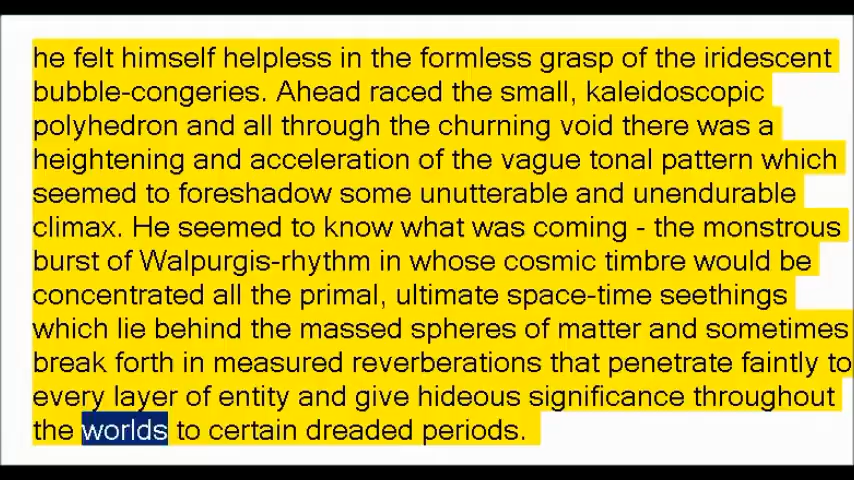 he felt himself helpless in the formless grasp of the iridescent
bubble-congeries. Ahead raced the small, kaleidoscopic
polyhedron and all through the churning void there was a
heightening and acceleration of the vague tonal pattern which
seemed to foreshadow some unutterable and unendurable
climax. He seemed to know what was coming - the monstrous
burst of Walpurgis-rhythm in whose cosmic timbre would be
concentrated all the primal, ultimate space-time seethings
which lie behind the massed spheres of matter and sometimes
break forth in measured reverberations that penetrate faintly to
every layer of entity and give hideous significance throughout
the worlds to certain dreaded periods.